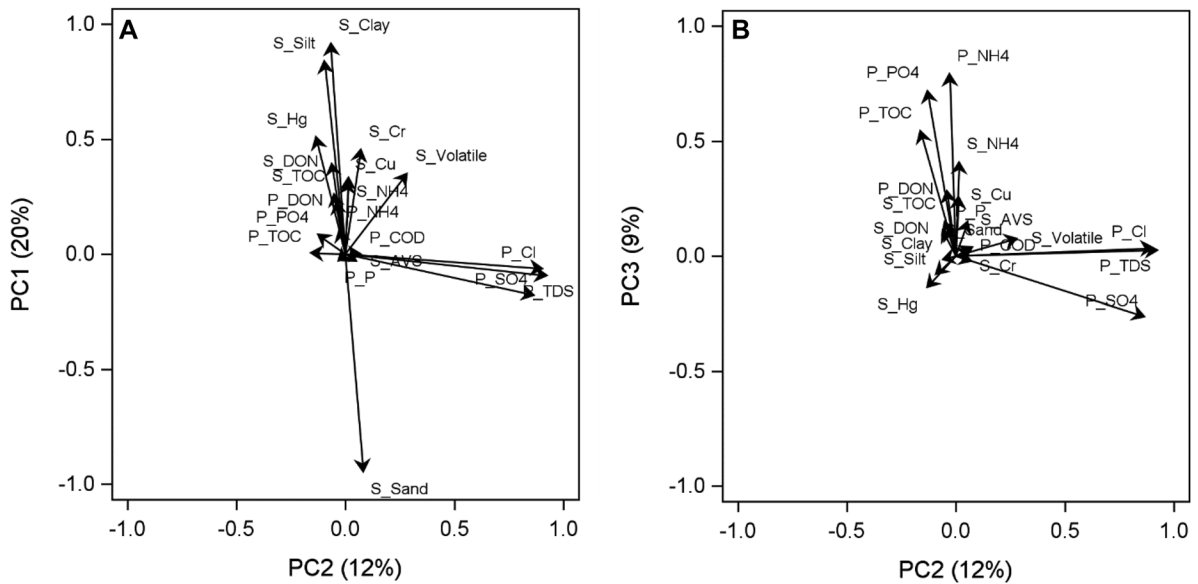 A
1.0
S_Clay
S_Silt
0.5
S_Hg
S_Cr
S_DON
S_Cu
S_Volatile
S_TOC
S_NH4
P_DON
P_NH4
P_PO4
P_TOC
P_COD
0.0
P_Cl
S_AVS
P_P
P_SO4
P_TDS
-0.5
-1.0
S_Sand
PC1 (20%)
-1.0 -0.5 0.0 0.5 1.0
PC2 (12%)
B
1.0
P_NH4
P_PO4
P_TOC
0.5
S_NH4
P_DON
S_Cu
S_TOC
P_P
S_AVS
S_DON
Sand
S_Volatile
P_Cl
S_Clay
P_COD
0.0
S_Silt
S_Cr
P_TDS
S_Hg
P_SO4
-0.5
-1.0
PC3 (9%)
-1.0 -0.5 0.0 0.5 1.0
PC2 (12%)